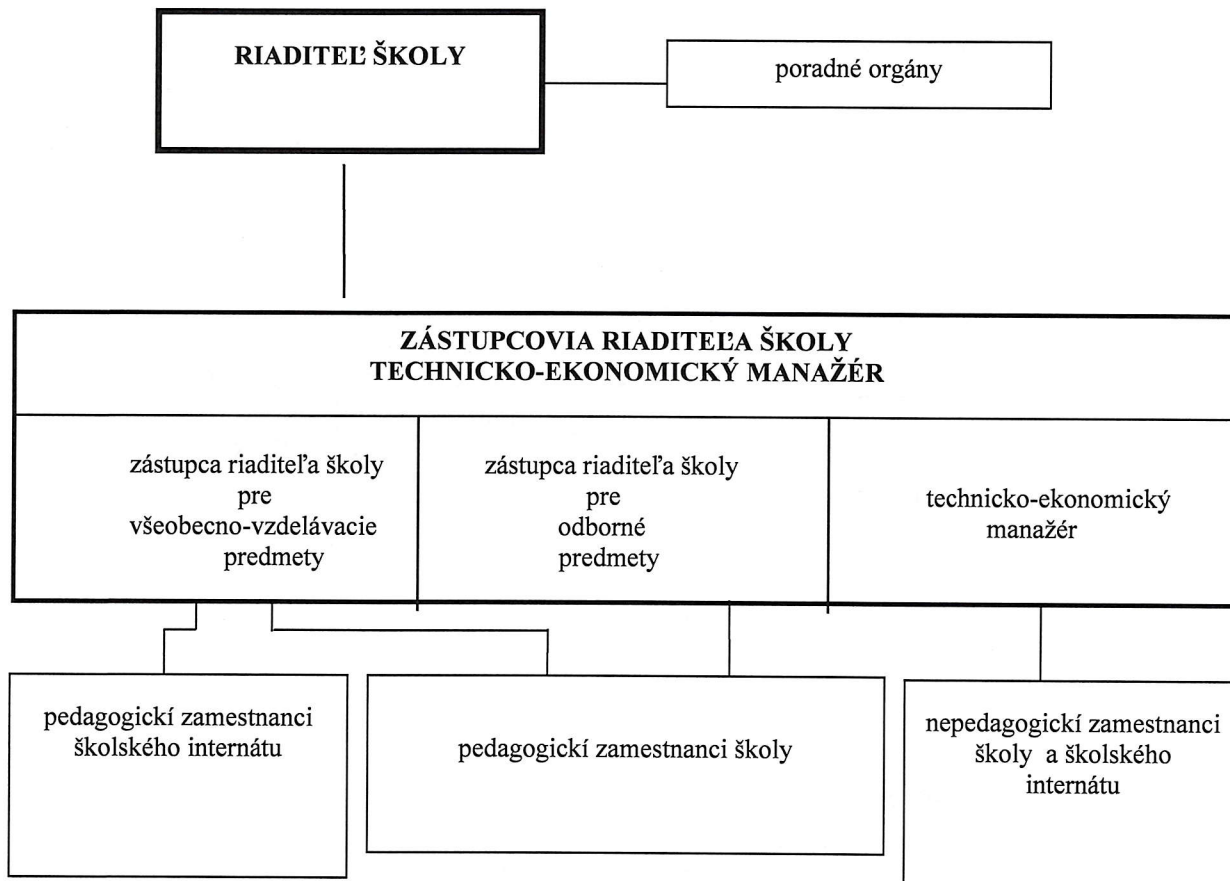 RIADITEĽ ŠKOLY
poradné orgány
ZÁSTUPCOVIA RIADITEĽA ŠKOLY
TECHNICKO-EKONOMICKÝ MANAŽÉR
zástupca riaditeľa školy
pre
všeobecno-vzdelávacie
predmety
zástupca riaditeľa školy
pre
odborné
predmety
technicko-ekonomický
manažér
pedagogickí zamestnanci
školského internátu
pedagogickí zamestnanci školy
nepedagogickí zamestnanci
školy a školského
internátu